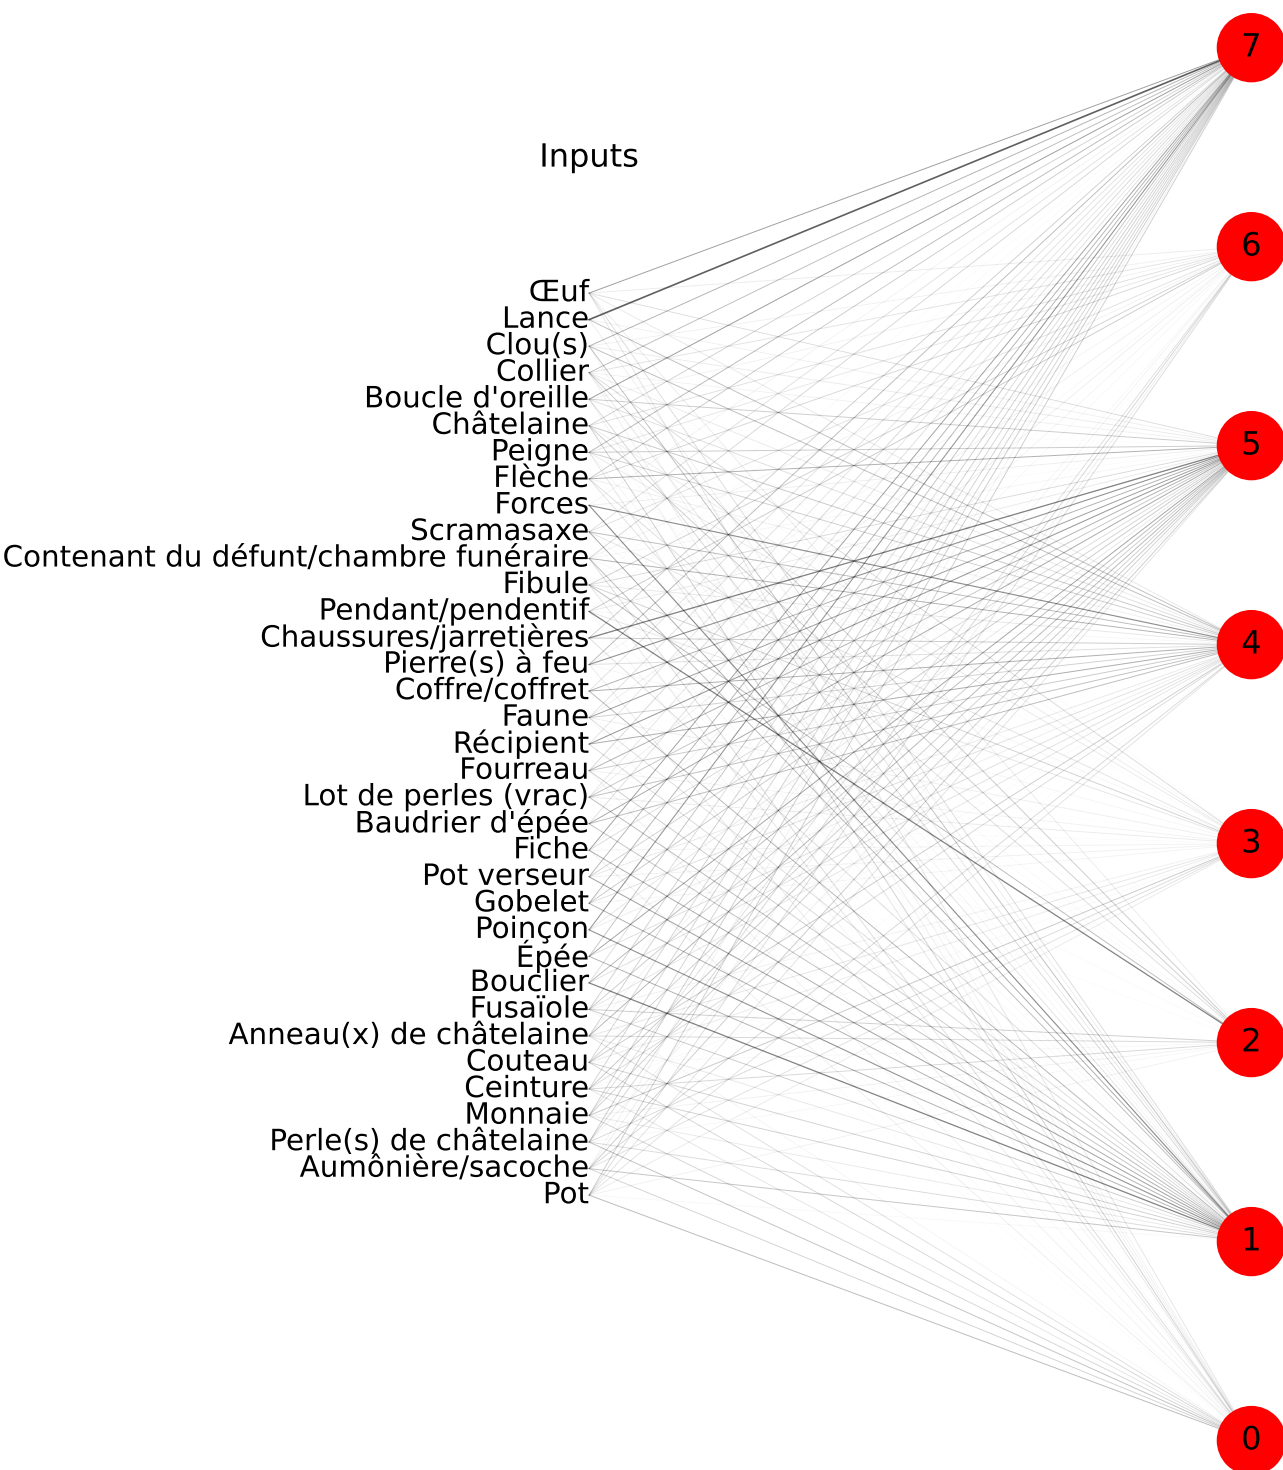 7
Inputs
6
Œuf
Lance
Clou(s)
Collier
Boucle d'oreille
Châtelaine
5
Peigne
Flèche
Forces
Scramasaxe
Contenant du défunt/chambre funéraire
Fibule
Pendant/pendentif
Chaussures/jarretières
4
Pierre(s) à feu
Coffre/coffret
Faune
Récipient
Fourreau
Lot de perles (vrac)
Baudrier d'épée
3
Fiche
Pot verseur
Gobelet
Poinçon
Épée
Bouclier
Fusaïole
Anneau(x) de châtelaine
2
Couteau
Ceinture
Monnaie
Perle(s) de châtelaine
Aumônière/sacoche
Pot
1
0